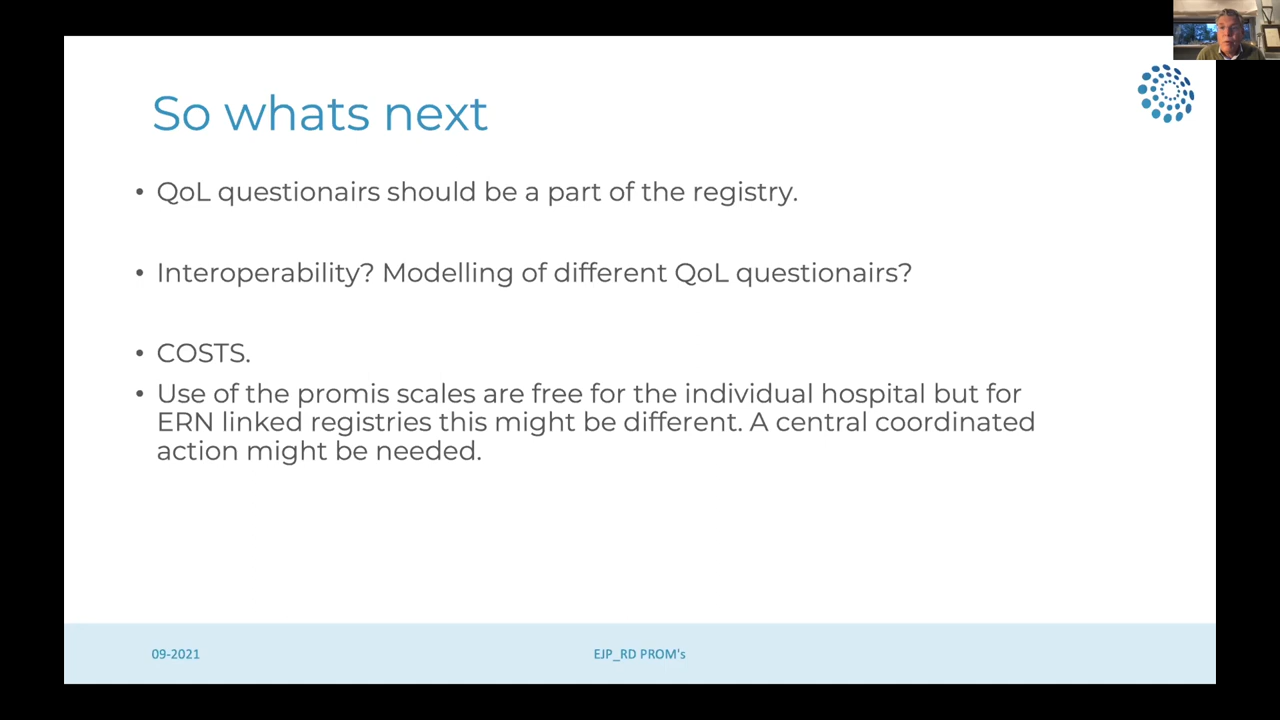 So whats next
• QoL questionairs should be a part of the registry.
• Interoperability? Modelling of different QoL questionairs?
• COSTS.
• Use of the promis scales are free for the individual hospital but for
ERN linked registries this might be different. A central coordinated
action might be needed.
09-2021
EJP_RD PROM's